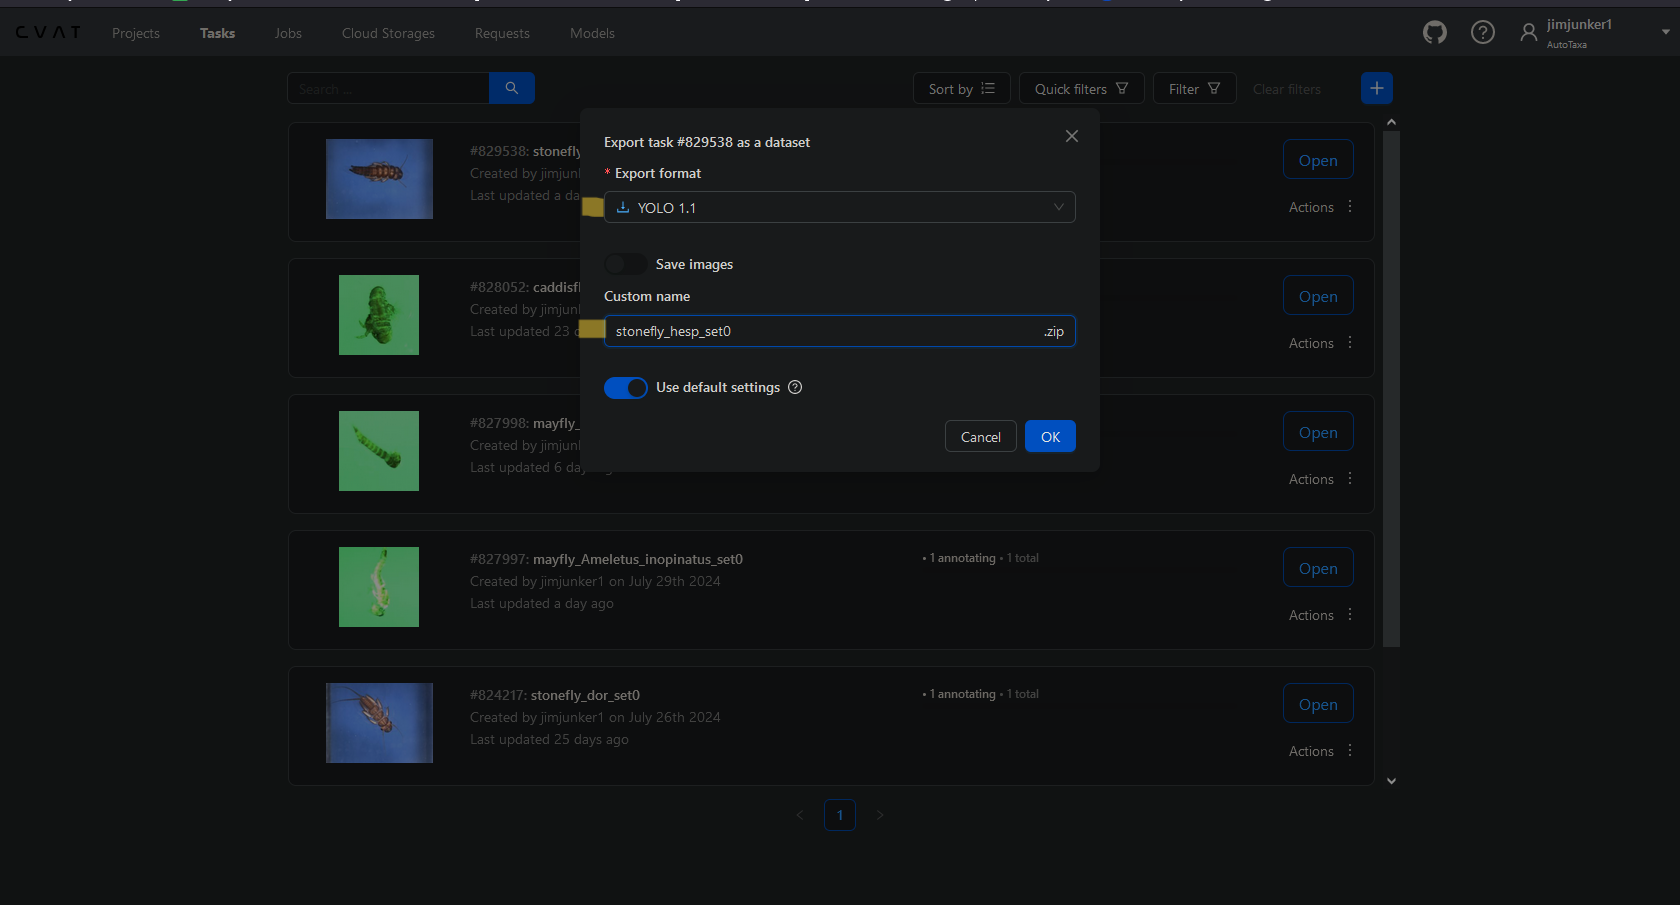 CVAT Projects Tasks Jobs Cloud Storages Requests Models jimjunker1
AutoTaxa
Search ... Sort by Quick filters Filter Clear filters
Export task #829538 as a dataset
* Export format
YOLO 1.1
Save images
Custom name
stonefly_hesp_set0 .zip
Use default settings
Cancel OK
#829538: stonefly
Created by jimjun
Last updated a da
Open
Actions
#828052: caddisfl
Created by jimjun
Last updated 23 d
Open
Actions
#827998: mayfly_
Created by jimjun
Last updated 6 day
Open
Actions
#827997: mayfly_Ameletus_inopinatus_set0
Created by jimjunker1 on July 29th 2024
Last updated a day ago
• 1 annotating • 1 total
Open
Actions
#824217: stonefly_dor_set0
Created by jimjunker1 on July 26th 2024
Last updated 25 days ago
• 1 annotating • 1 total
Open
Actions
< 1 >